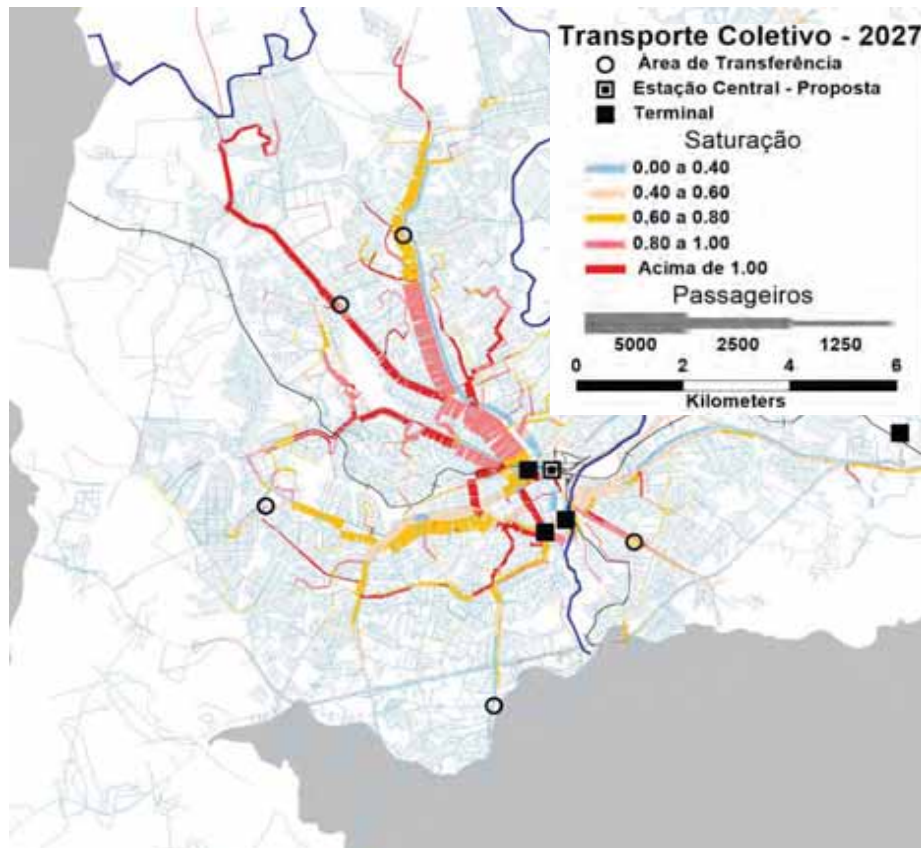 Transporte Coletivo - 2027
Área de Transferência
Estação Central - Proposta
Terminal
Saturação
0.00 a 0.40
0.40 a 0.60
0.60 a 0.80
0.80 a 1.00
Acima de 1.00
Passageiros
5000 2500 1250
0 2 4 6
Kilometers